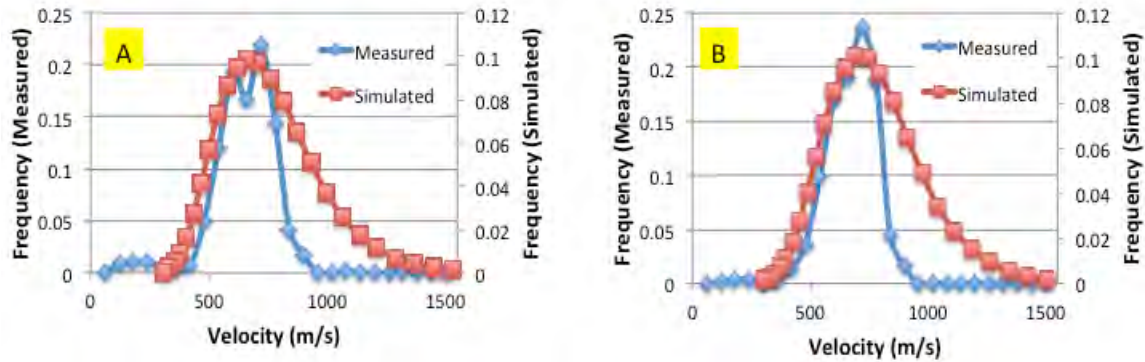 A
Measured
Simulated
Frequency (Measured)
0.25
0.2
0.15
0.1
0.05
0
0.12
0.1
0.08
0.06
0.04
0.02
0
Frequency (Simulated)
0
500
1000
1500
Velocity (m/s)
B
Measured
Simulated
Frequency (Measured)
0.25
0.2
0.15
0.1
0.05
0
0.12
0.1
0.08
0.06
0.04
0.02
0
Frequency (Simulated)
0
500
1000
1500
Velocity (m/s)